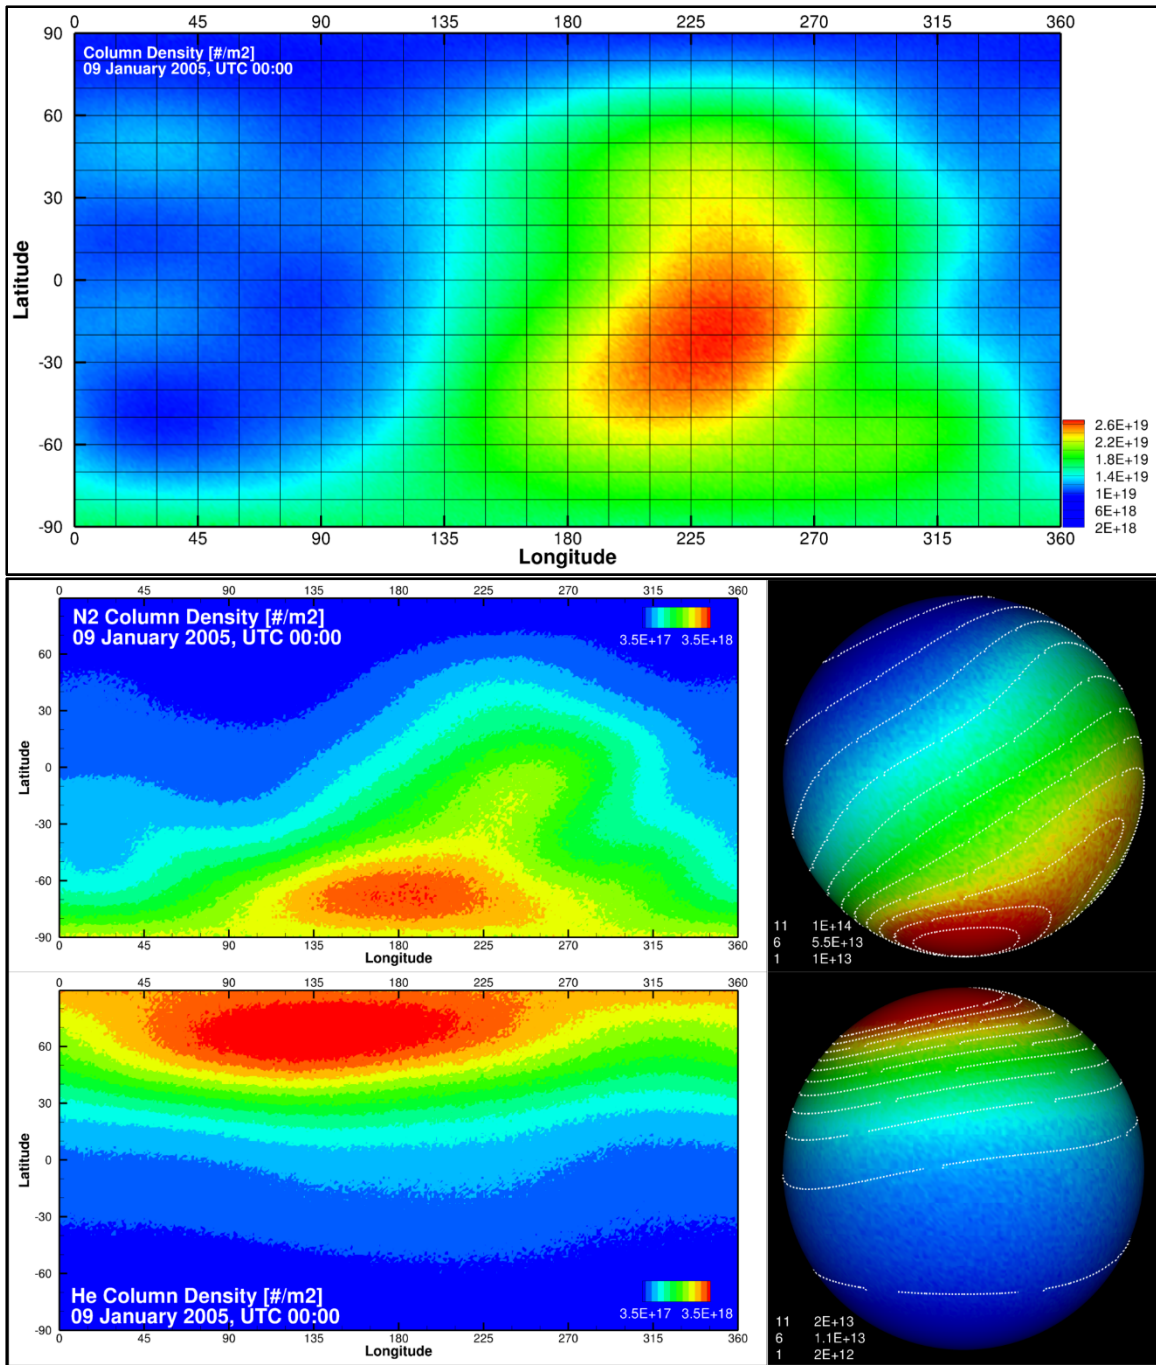 0 45 90 135 180 225 270 315 360
Column Density [#/m2]
09 January 2005, UTC 00:00
90
60
30
0
-30
-60
-90
Latitude
0 45 90 135 180 225 270 315 360
Longitude
2.6E+19
2.2E+19
1.8E+19
1.4E+19
1E+19
6E+18
2E+18
0 45 90 135 180 225 270 315 360
N2 Column Density [#/m2]
09 January 2005, UTC 00:00
3.5E+17 3.5E+18
60
30
0
-30
-60
-90
Latitude
0 45 90 135 180 225 270 315 360
Longitude
11 1E+14
6 5.5E+13
1 1E+13
0 45 90 135 180 225 270 315 360
60
30
0
-30
-60
-90
Latitude
He Column Density [#/m2]
09 January 2005, UTC 00:00
3.5E+17 3.5E+18
0 45 90 135 180 225 270 315 360
Longitude
11 2E+13
6 1.1E+13
1 2E+12